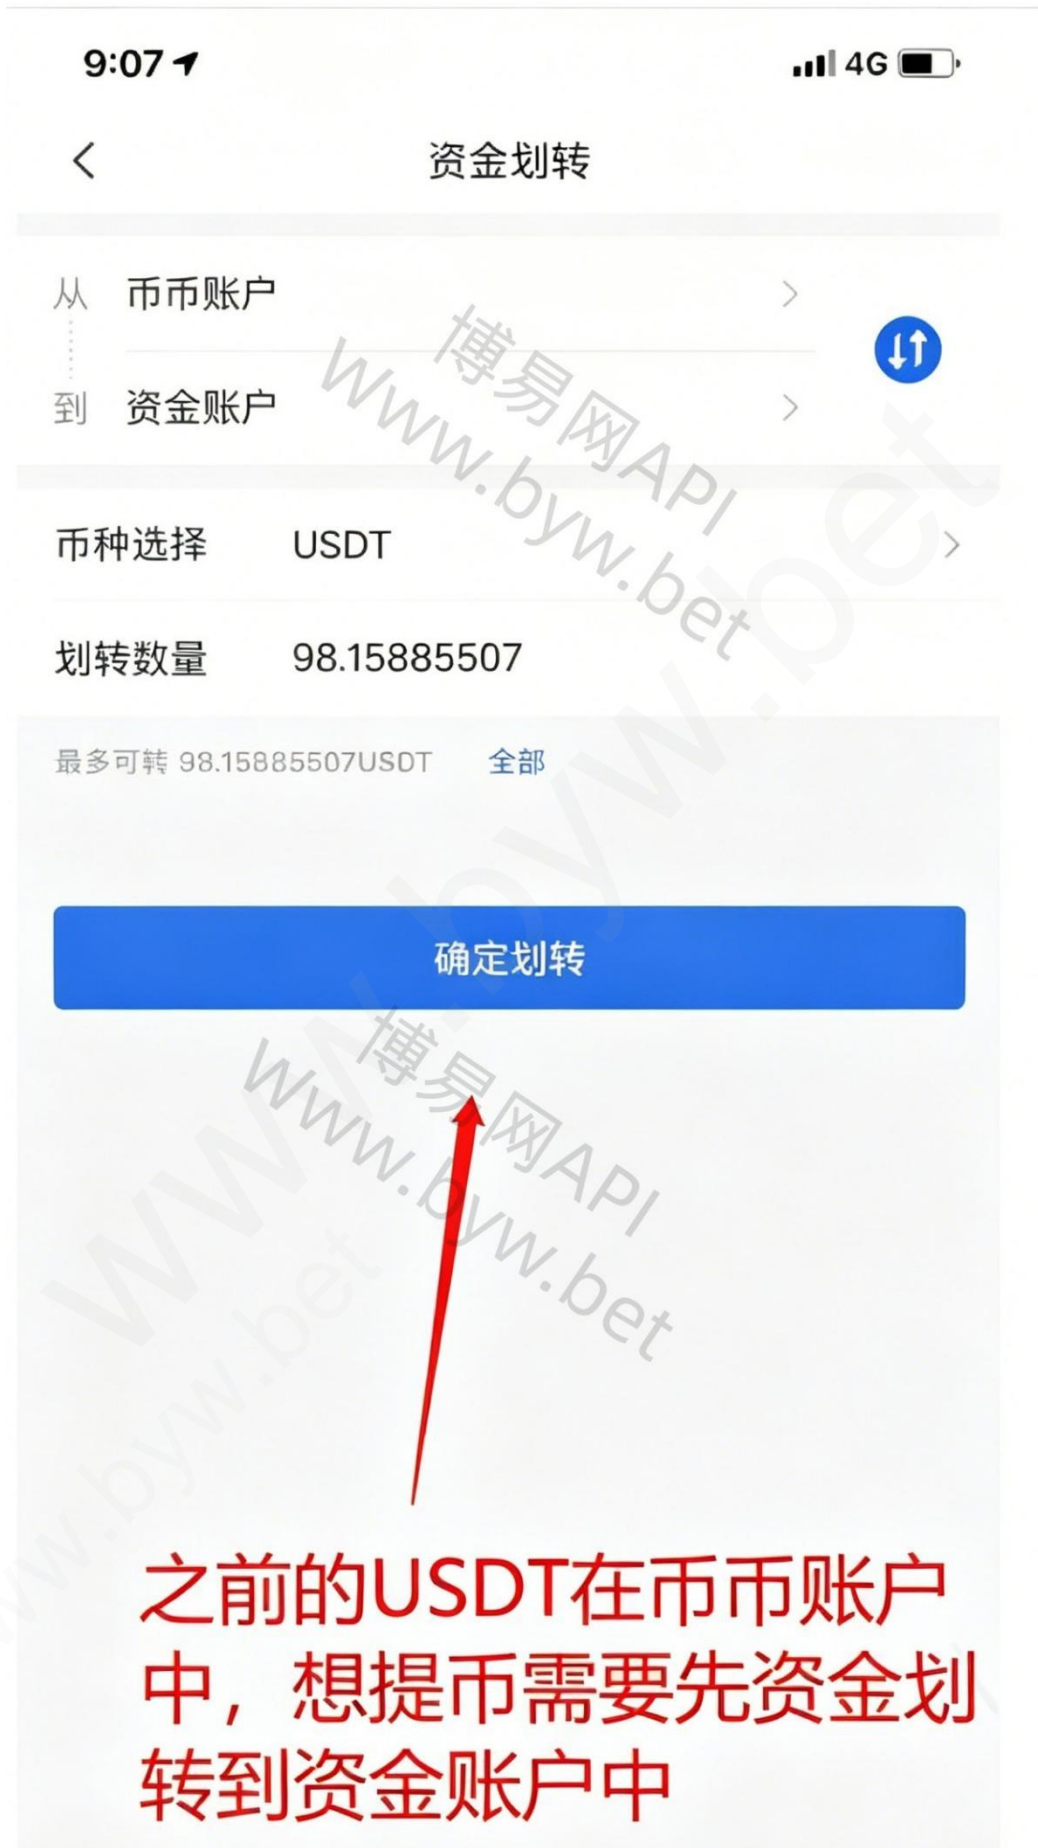 9:07
4G
资金划转
从 币币账户
到 资金账户
博易网API
www.byw.bet
币种选择 USDT
划转数量 98.15885507
最多可转 98.15885507USDT 全部
确定划转
博易网API
www.byw.bet
www.byw.bet
www.byw.bet
之前的USDT在币币账户
中，想提币需要先资金划
转到资金账户中